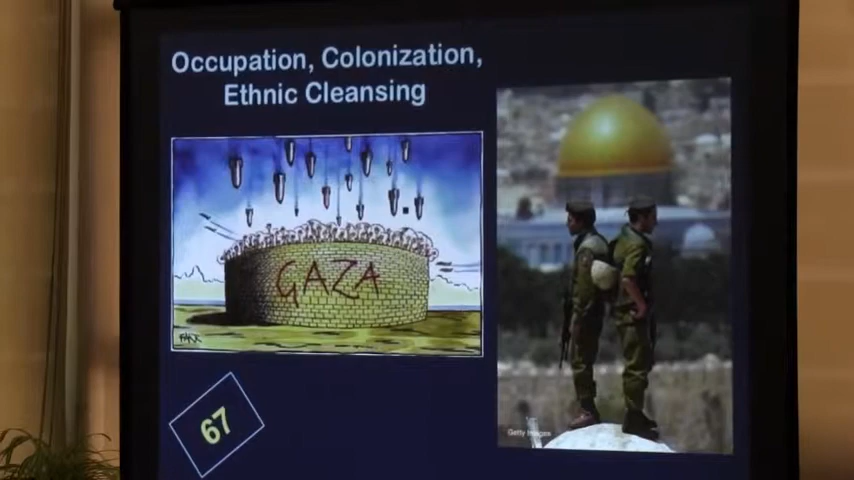 Occupation, Colonization,
Ethnic Cleansing
GAZA
67
Getty Images